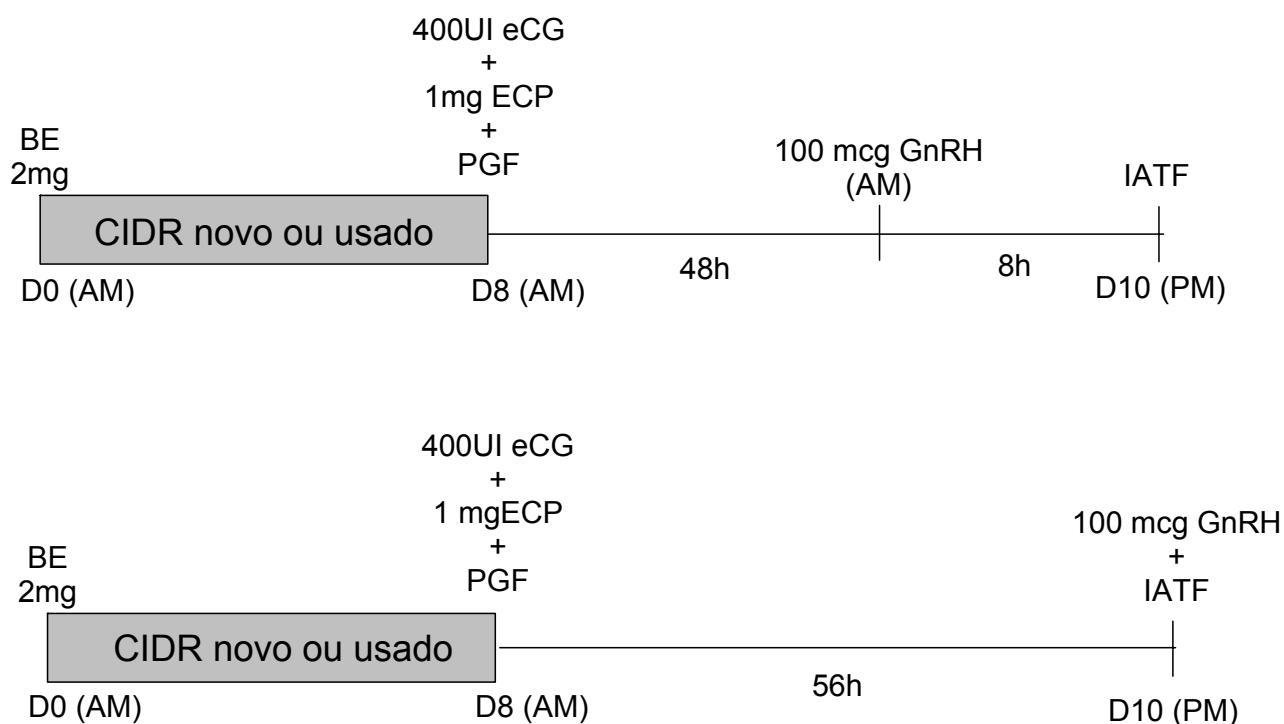 400UI eCG
+
1mg ECP
+
PGF
BE
2mg
100 mcg GnRH
(AM)
IATF
CIDR novo ou usado
48h
8h
D0 (AM)
D8 (AM)
D10 (PM)
400UI eCG
+
1 mgECP
+
PGF
BE
2mg
100 mcg GnRH
+
IATF
CIDR novo ou usado
56h
D0 (AM)
D8 (AM)
D10 (PM)